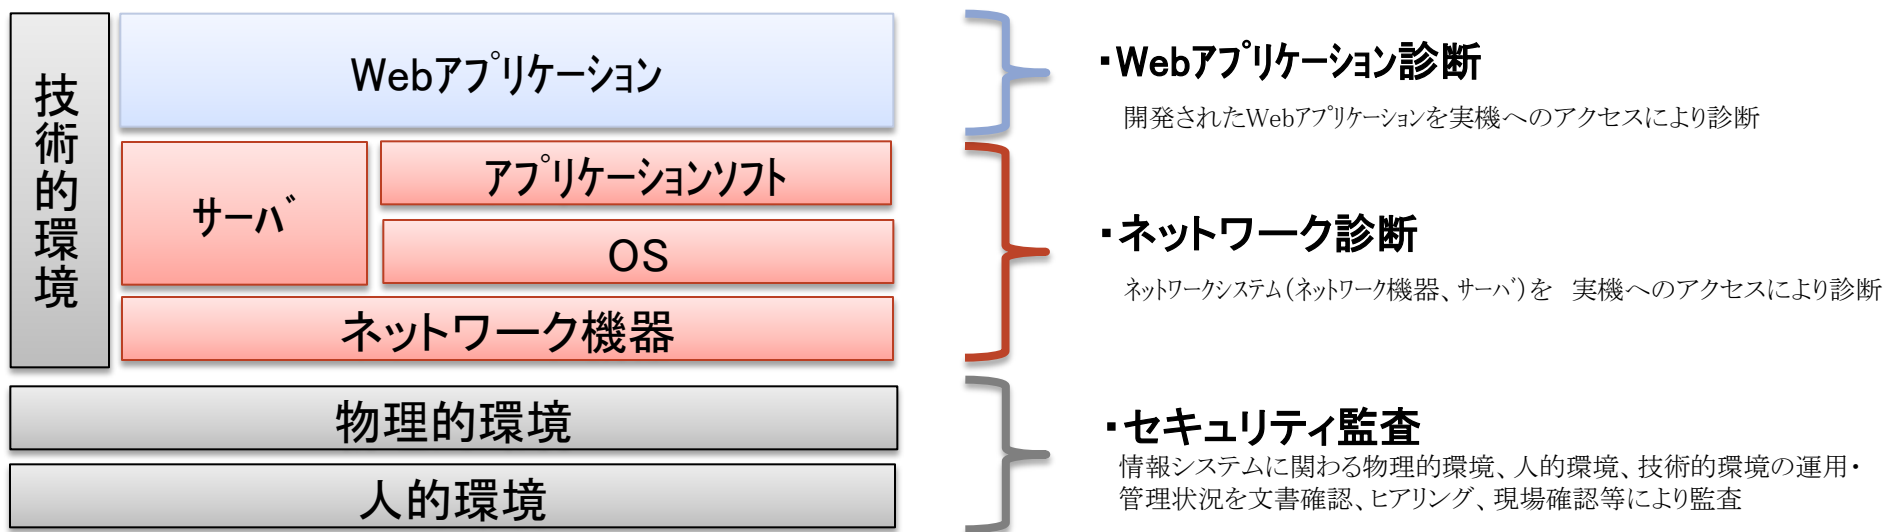 技術的環境
Webアプリケーション
サーバ
アプリケーションソフト
OS
ネットワーク機器
物理的環境
人的環境
・Webアプリケーション診断
開発されたWebアプリケーションを実機へのアクセスにより診断
・ネットワーク診断
ネットワークシステム(ネットワーク機器、サーバ)を　実機へのアクセスにより診断
・セキュリティ監査
情報システムに関わる物理的環境、人的環境、技術的環境の運用・
管理状況を文書確認、ヒアリング、現場確認等により監査